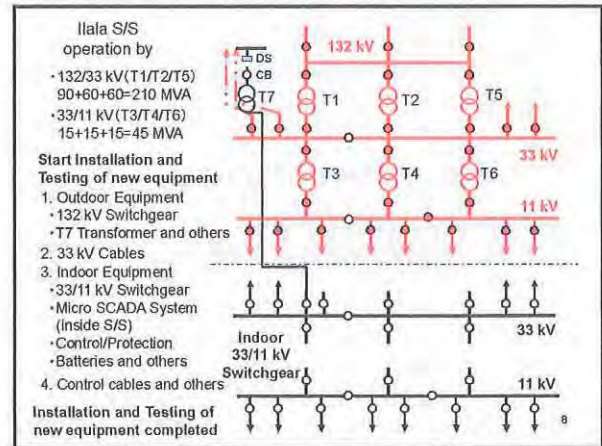 Ilala S/S
operation by
・132/33 kV(T1/T2/T5)
90+60+60=210 MVA
・33/11 kV(T3/T4/T6)
15+15+15=45 MVA
Start Installation and
Testing of new equipment
1. Outdoor Equipment
・132 kV Switchgear
・T7 Transformer and others
2. 33 kV Cables
3. Indoor Equipment
・33/11 kV Switchgear
・Micro SCADA System
(inside S/S)
・Control/Protection
・Batteries and others
4. Control cables and others
Installation and Testing of
new equipment completed
DS
CB
T7
132 kV
T1
T2
T5
33 kV
T3
T4
T6
11 kV
33 kV
Indoor
33/11 kV
Switchgear
11 kV
8